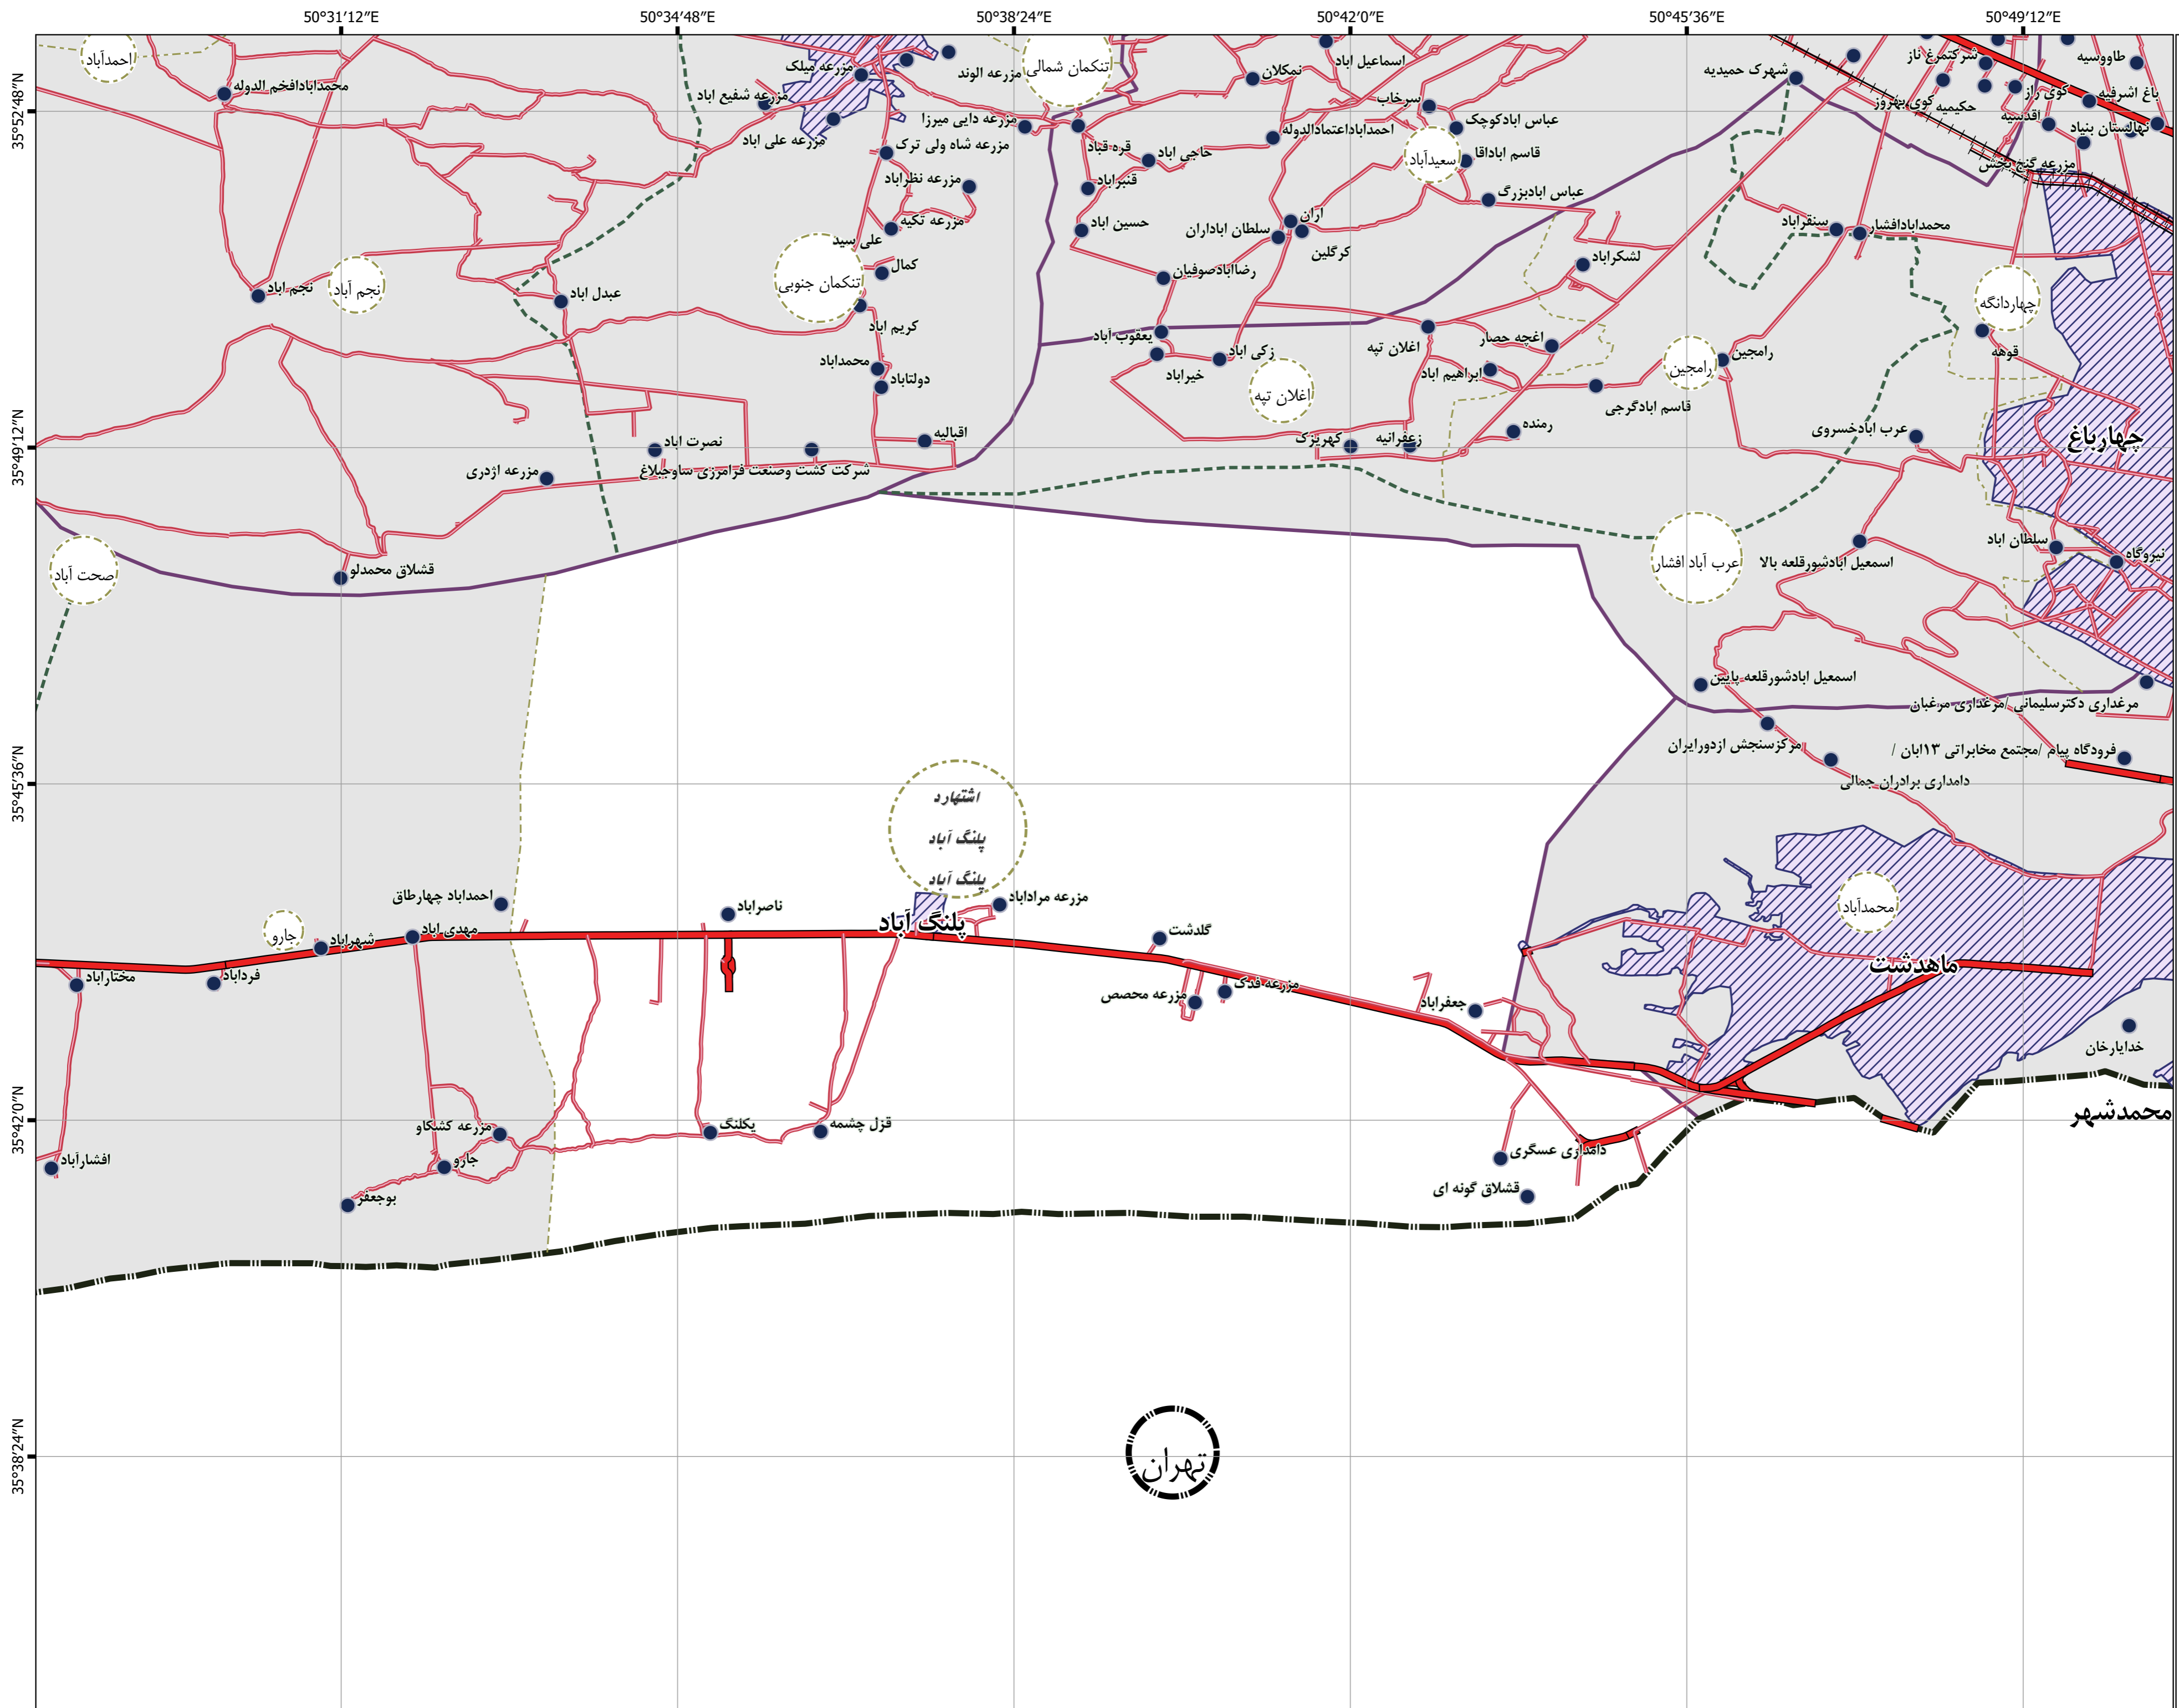 50°31'12"E
50°34'48"E
50°38'24"E
50°42'0"E
50°45'36"E
50°49'12"E
35°52'48"N
35°49'12"N
35°45'36"N
35°42'0"N
35°38'24"N
احمدآباد
محمدابادافخم الدوله
مزرعه میلک
مزرعه الوند
تنکمان شمالی
نمکلان
اسماعیل اباد
شهرک حمیدیه
شرکتمرغ ناز
طاووسیه
مزرعه شفیع اباد
سرخاب
کوی بهروز
حکیمیه
کوی راز
باغ اشرفیه
مزرعه علی اباد
مزرعه دایی میرزا
احمداباداعتمادالدوله
عباس ابادکوچک
اقدسیه
نهالستان بنیاد
مزرعه شاه ولی ترک
قره قباد
حاجی اباد
سعیدآباد
قاسم اباداقا
مزرعه گنج بخش
مزرعه نظراباد
قنبراباد
عباس ابادبزرگ
مزرعه تکیه
حسین اباد
سلطان اباداران
اران
سنقراباد
محمدابادافشار
علی سید
کرگلین
تنکمان جنوبی
کمال
رضاابادصوفیان
لشکراباد
نجم اباد
نجم آباد
عبدل اباد
چهاردانگه
کریم اباد
یعقوب آباد
اغلان تپه
اغچه حصار
رامجین
قوهه
محمداباد
خیراباد
زکی اباد
ابراهیم اباد
رامجین
دولتاباد
اغلان تپه
قاسم ابادگرجی
اقبالیه
نصرت اباد
کهریزک
زعفرانیه
رمنده
عرب ابادخسروی
چهارباغ
مزرعه اژدری
شرکت کشت وصنعت فرامرزی ساوجبلاغ
صحت آباد
قشلاق محمدلو
عرب آباد افشار
اسمعیل ابادشورقلعه بالا
سلطان اباد
نیروگاه
اسمعیل ابادشورقلعه پایین
مرغداری دکترسلیمانی /مرغداری مرغبان
مرکزسنجش ازدورایران
فرودگاه پیام /مجتمع مخابراتی ۱۳ابان /
دامداری برادران جمالی
اشتهارد
پلنگ آباد
پلنگ آباد
احمداباد چهارطاق
ناصراباد
مزرعه مراداباد
محمدآباد
جارو
شهراباد
مهدی اباد
پلنگ آباد
گلدشت
ماهدشت
مختاراباد
فرداباد
مزرعه محصص
مزرعه فدک
جعفراباد
خدایارخان
محمدشهر
مزرعه کشکاو
یکلنگ
قزل چشمه
افشارآباد
جارو
دامداری عسگری
بوجعفر
قشلاق گونه ای
تهران